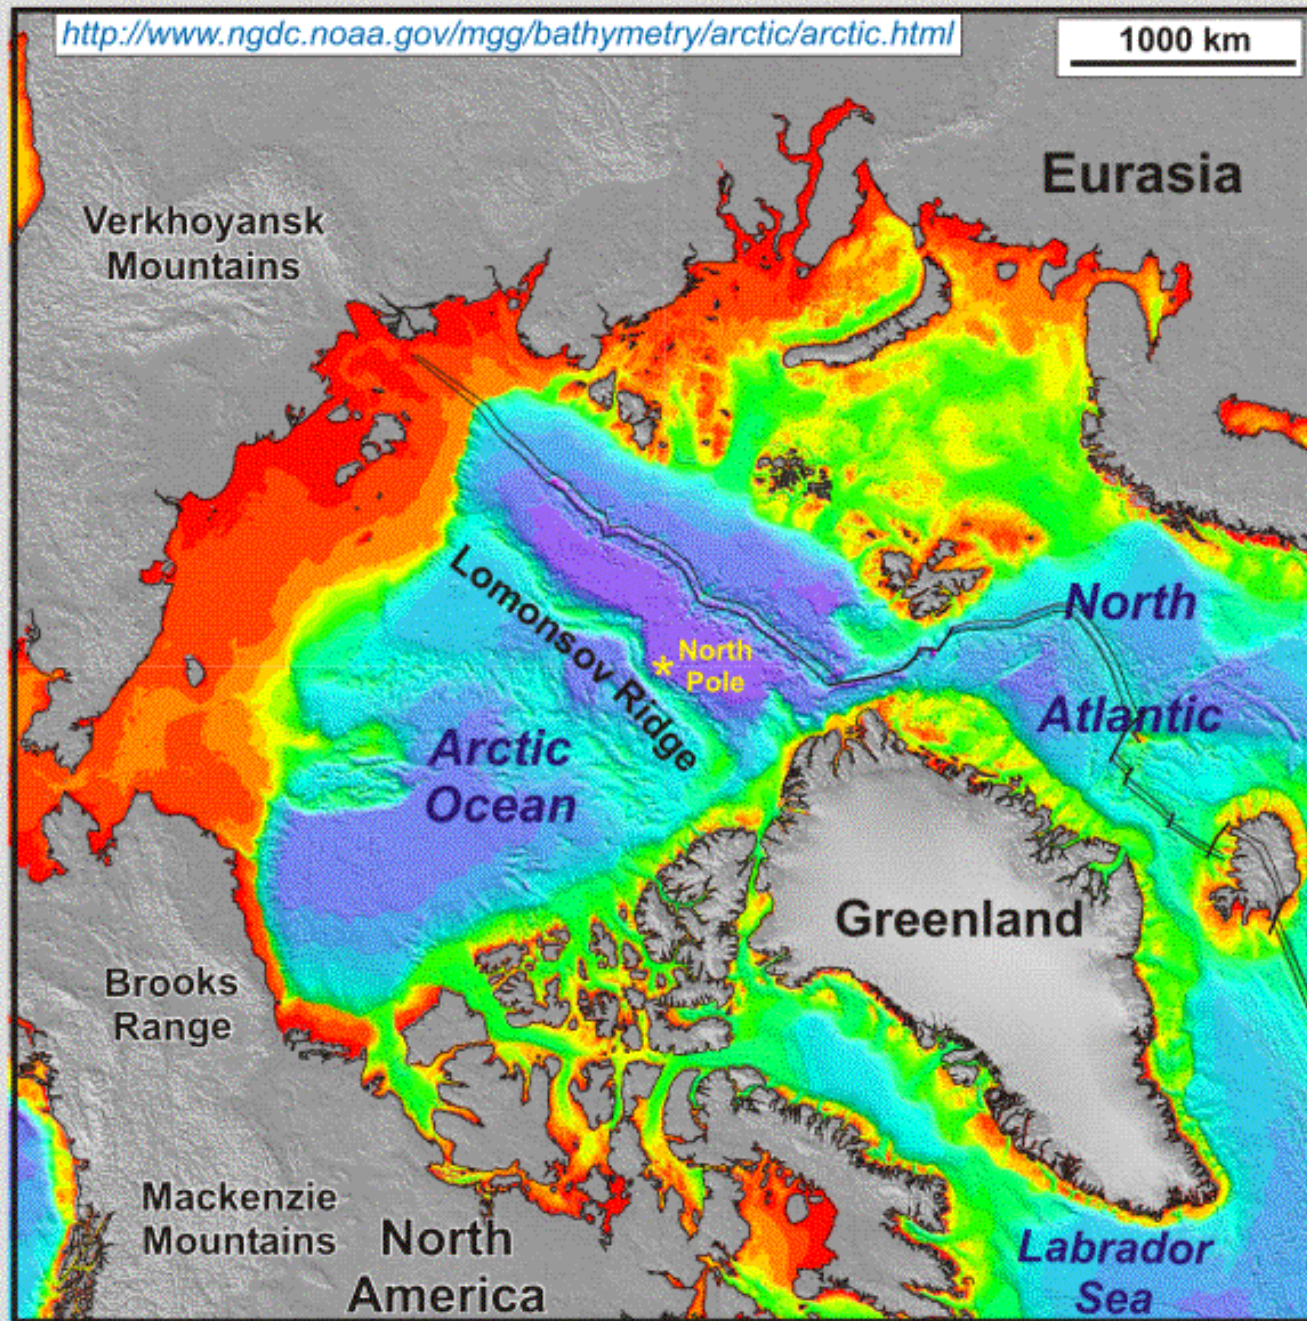 http://www.ngdc.noaa.gov/mgg/bathymetry/arctic/arctic.html
1000 km
Eurasia
Verkhoyansk
Mountains
Lomonsov Ridge
North
Pole
North
Atlantic
Arctic
Ocean
Greenland
Brooks
Range
Mackenzie
Mountains
North
America
Labrador
Sea